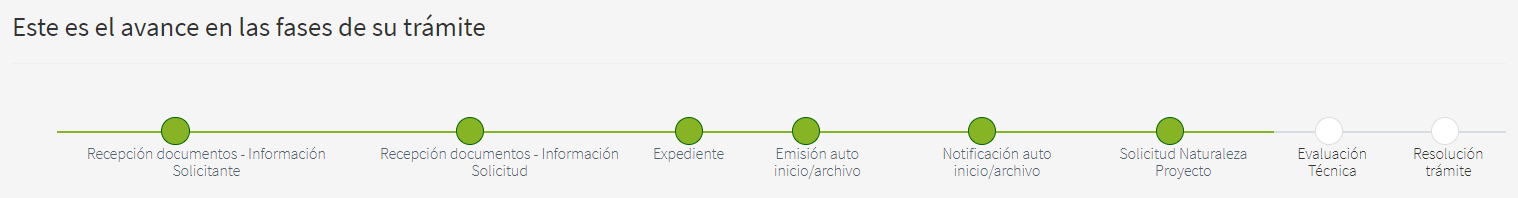 Este es el avance en las fases de su trámite
Recepción documentos - Información
Solicitante
Recepción documentos - Información
Solicitud
Expediente
Emisión auto
inicio/archivo
Notificación auto
inicio/archivo
Solicitud Naturaleza
Proyecto
Evaluación
Técnica
Resolución
trámite